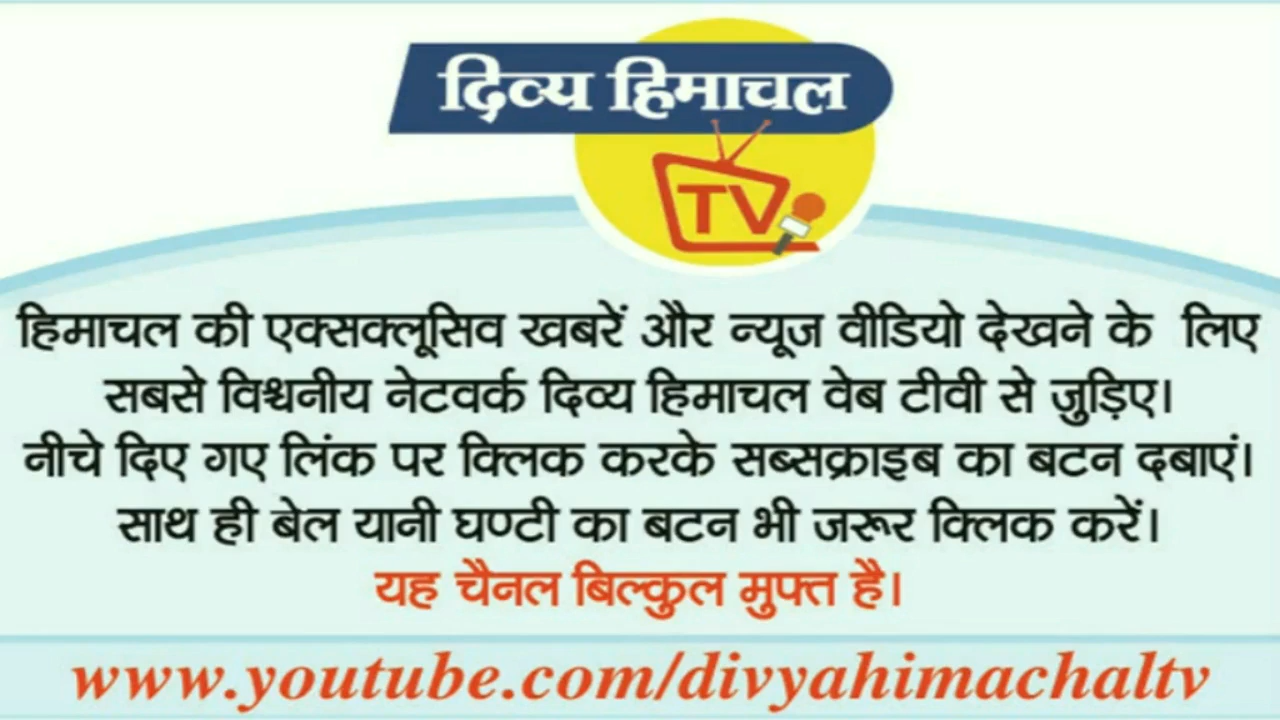 दिव्य हिमाचल
TV
हिमाचल की एक्सक्लूसिव खबरें और न्यूज वीडियो देखने के लिए
सबसे विश्वनीय नेटवर्क दिव्य हिमाचल वेब टीवी से जुड़िए।
नीचे दिए गए लिंक पर क्लिक करके सब्सक्राइब का बटन दबाएं।
साथ ही बेल यानी घण्टी का बटन भी जरूर क्लिक करें।
यह चैनल बिल्कुल मुफ्त है।
www.youtube.com/divyahimachaltv